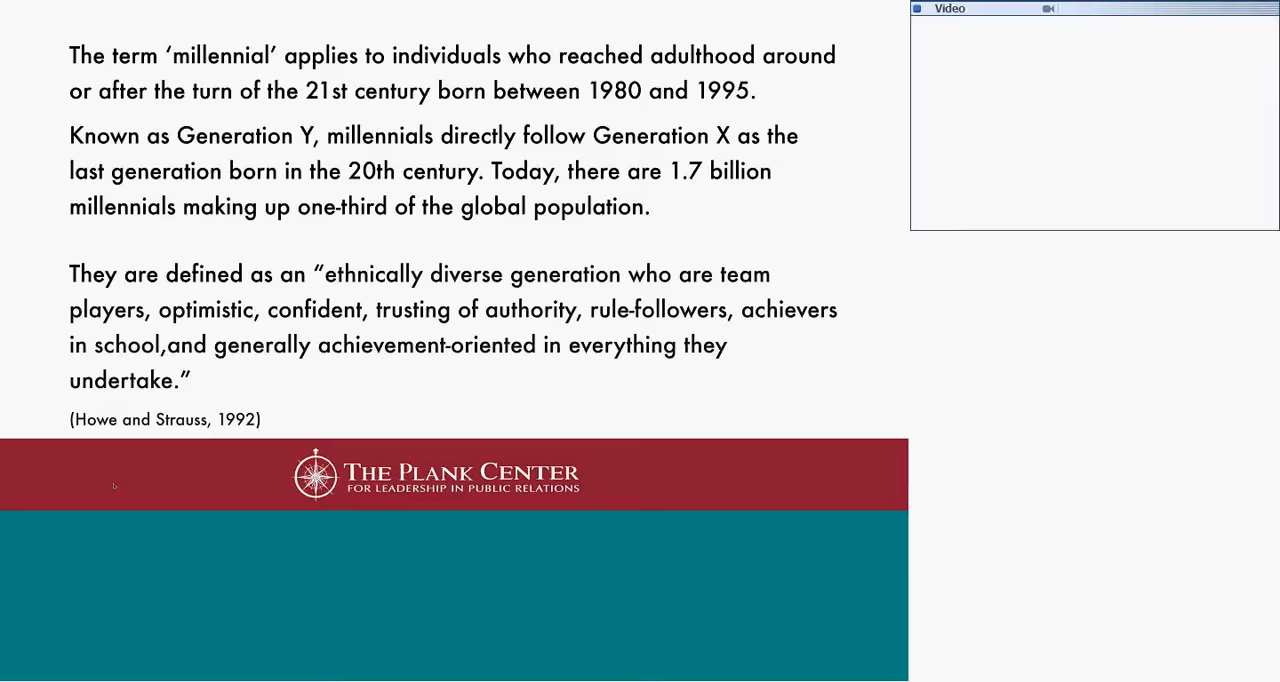 Video
The term ‘millennial’ applies to individuals who reached adulthood around
or after the turn of the 21st century born between 1980 and 1995.
Known as Generation Y, millennials directly follow Generation X as the
last generation born in the 20th century. Today, there are 1.7 billion
millennials making up one-third of the global population.
They are defined as an “ethnically diverse generation who are team
players, optimistic, confident, trusting of authority, rule-followers, achievers
in school,and generally achievement-oriented in everything they
undertake.”
(Howe and Strauss, 1992)
THE PLANK CENTER
FOR LEADERSHIP IN PUBLIC RELATIONS